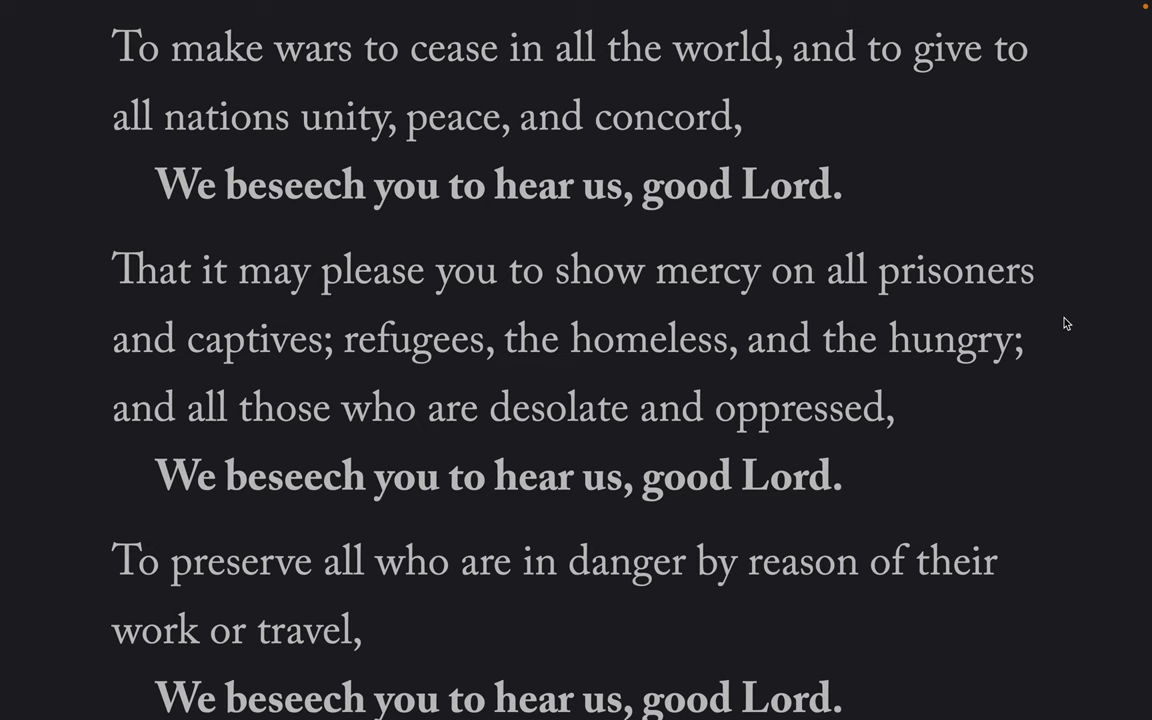 To make wars to cease in all the world, and to give to
all nations unity, peace, and concord,
We beseech you to hear us, good Lord.
That it may please you to show mercy on all prisoners
and captives; refugees, the homeless, and the hungry;
and all those who are desolate and oppressed,
We beseech you to hear us, good Lord.
To preserve all who are in danger by reason of their
work or travel,
We beseech you to hear us, good Lord.